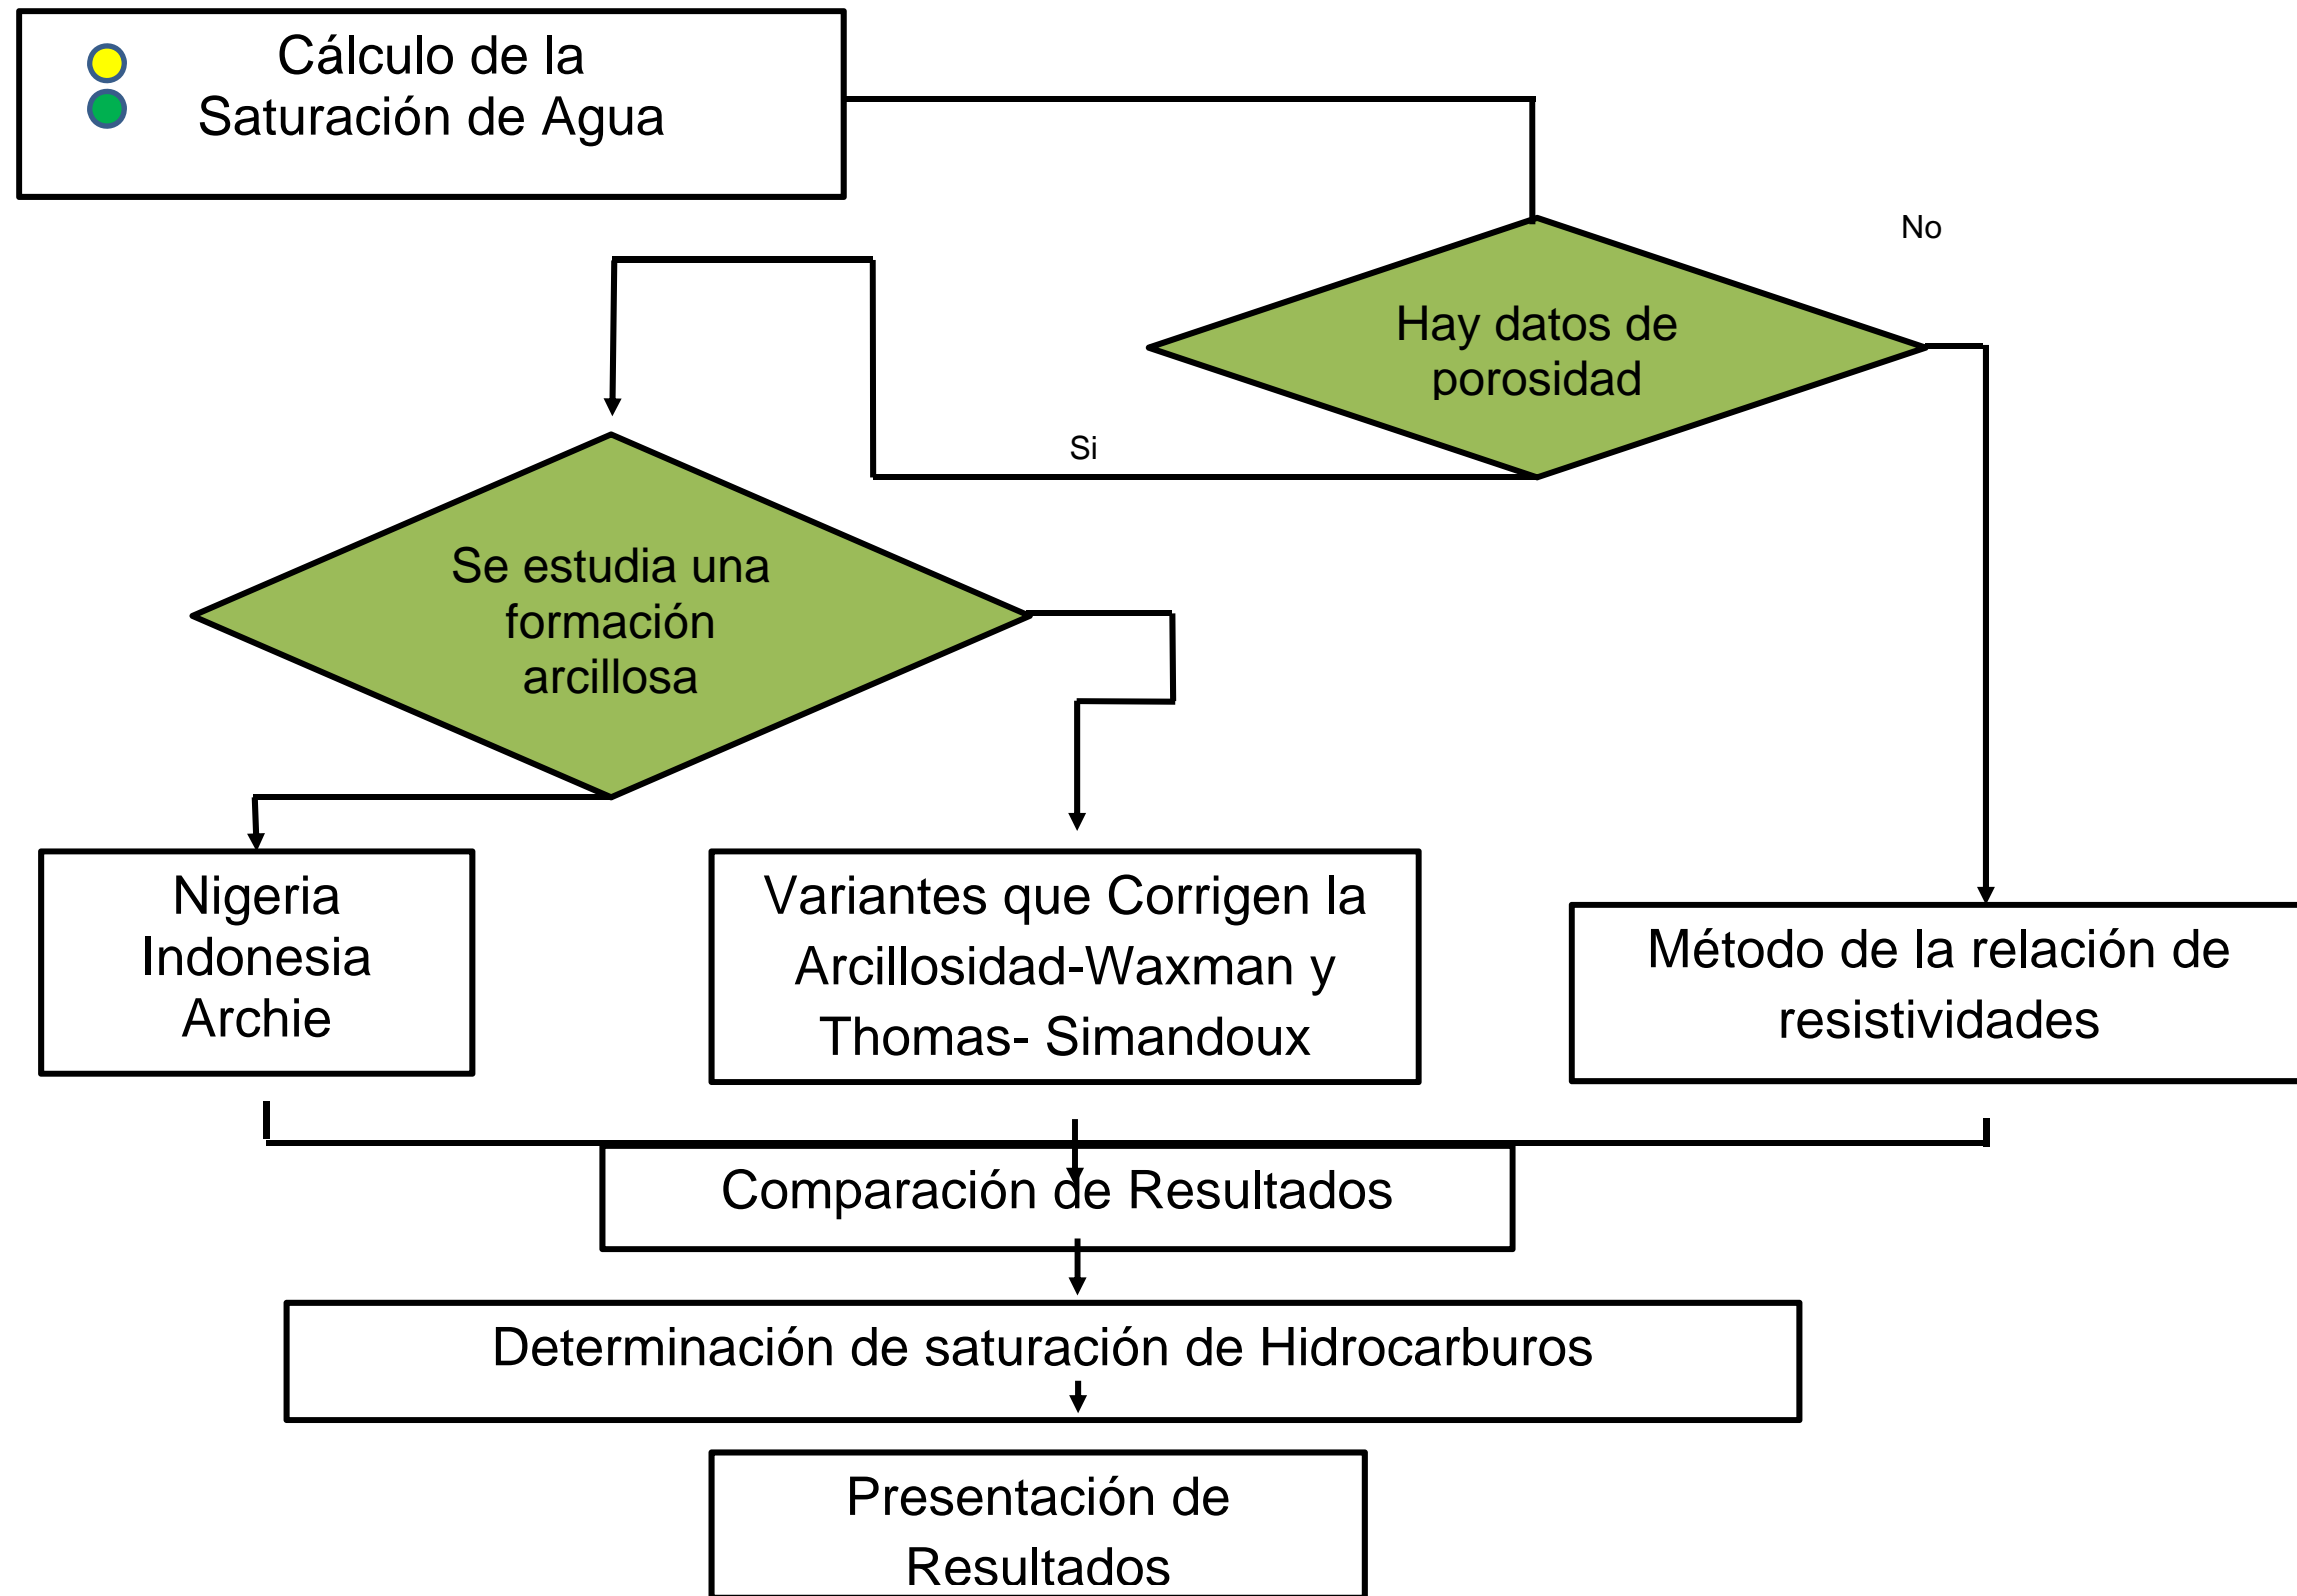 Cálculo de la
Saturación de Agua
No
Hay datos de
porosidad
Si
Se estudia una
formación
arcillosa
Nigeria
Indonesia
Archie
Variantes que Corrigen la
Arcillosidad-Waxman y
Thomas- Simandoux
Método de la relación de
resistividades
Comparación de Resultados
Determinación de saturación de Hidrocarburos
Presentación de
Resultados